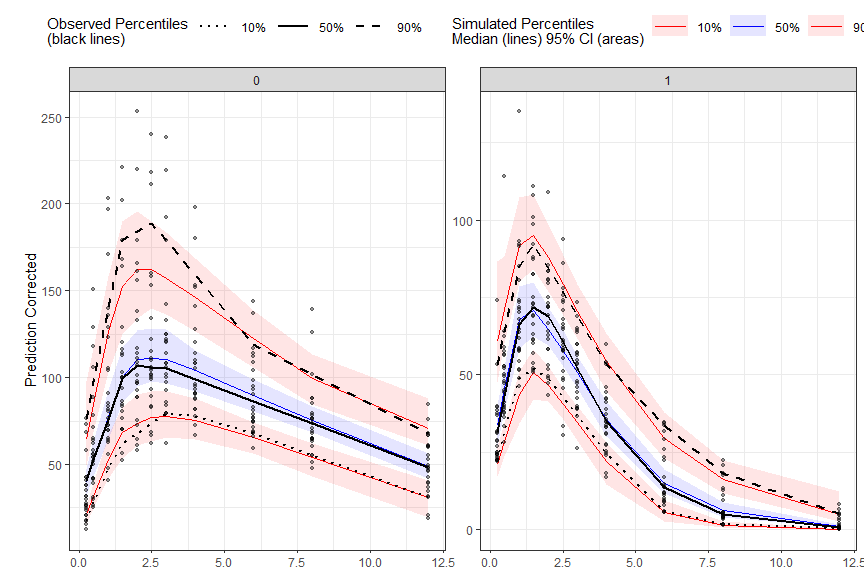 Observed Percentiles
(black lines)
10% 50% 90%
Simulated Percentiles
Median (lines) 95% CI (areas)
10% 50% 90
0 1
Prediction Corrected
250
200
150
100
50
100
50
0
0.0 2.5 5.0 7.5 10.0 12.5
0.0 2.5 5.0 7.5 10.0 12.5